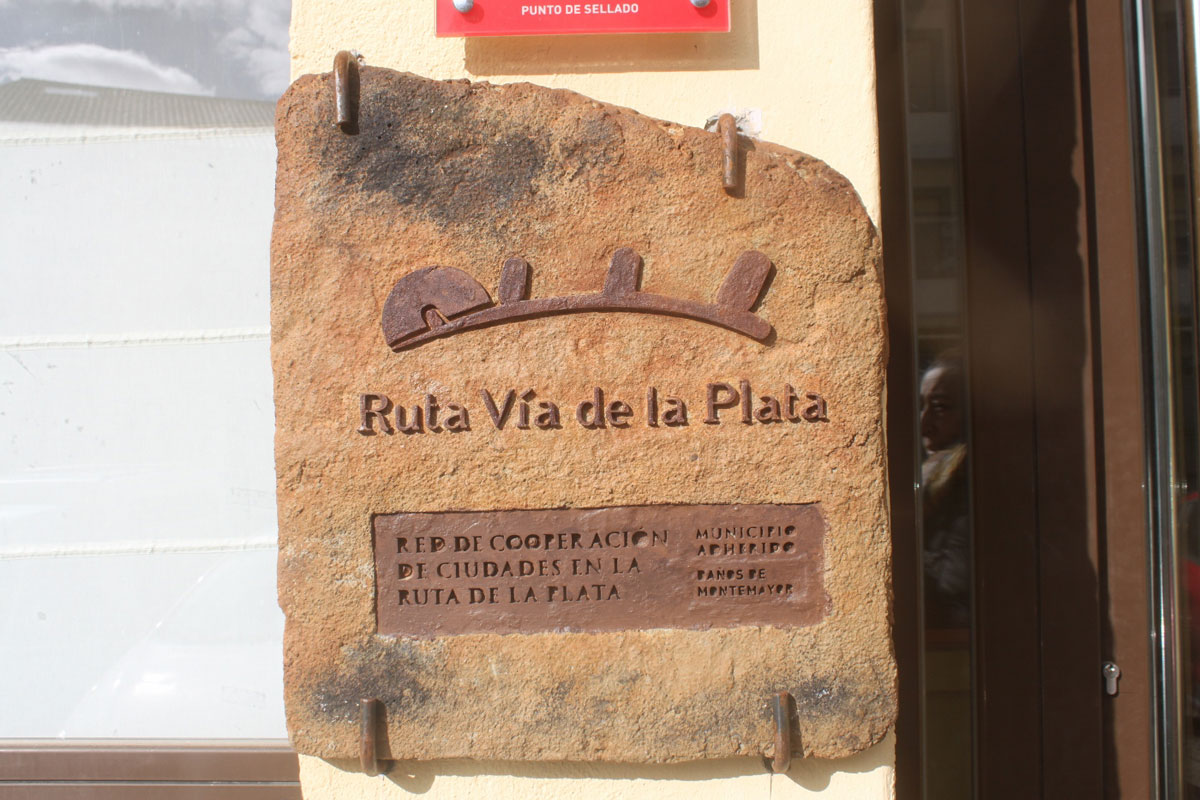 PUNTO DE SELLADO
Ruta Vía de la Plata
RED DE COOPERACIÓN
DE CIUDADES EN LA
RUTA DE LA PLATA
MUNICIPIO
ADHERIDO
BAÑOS DE
MONTEMAYOR